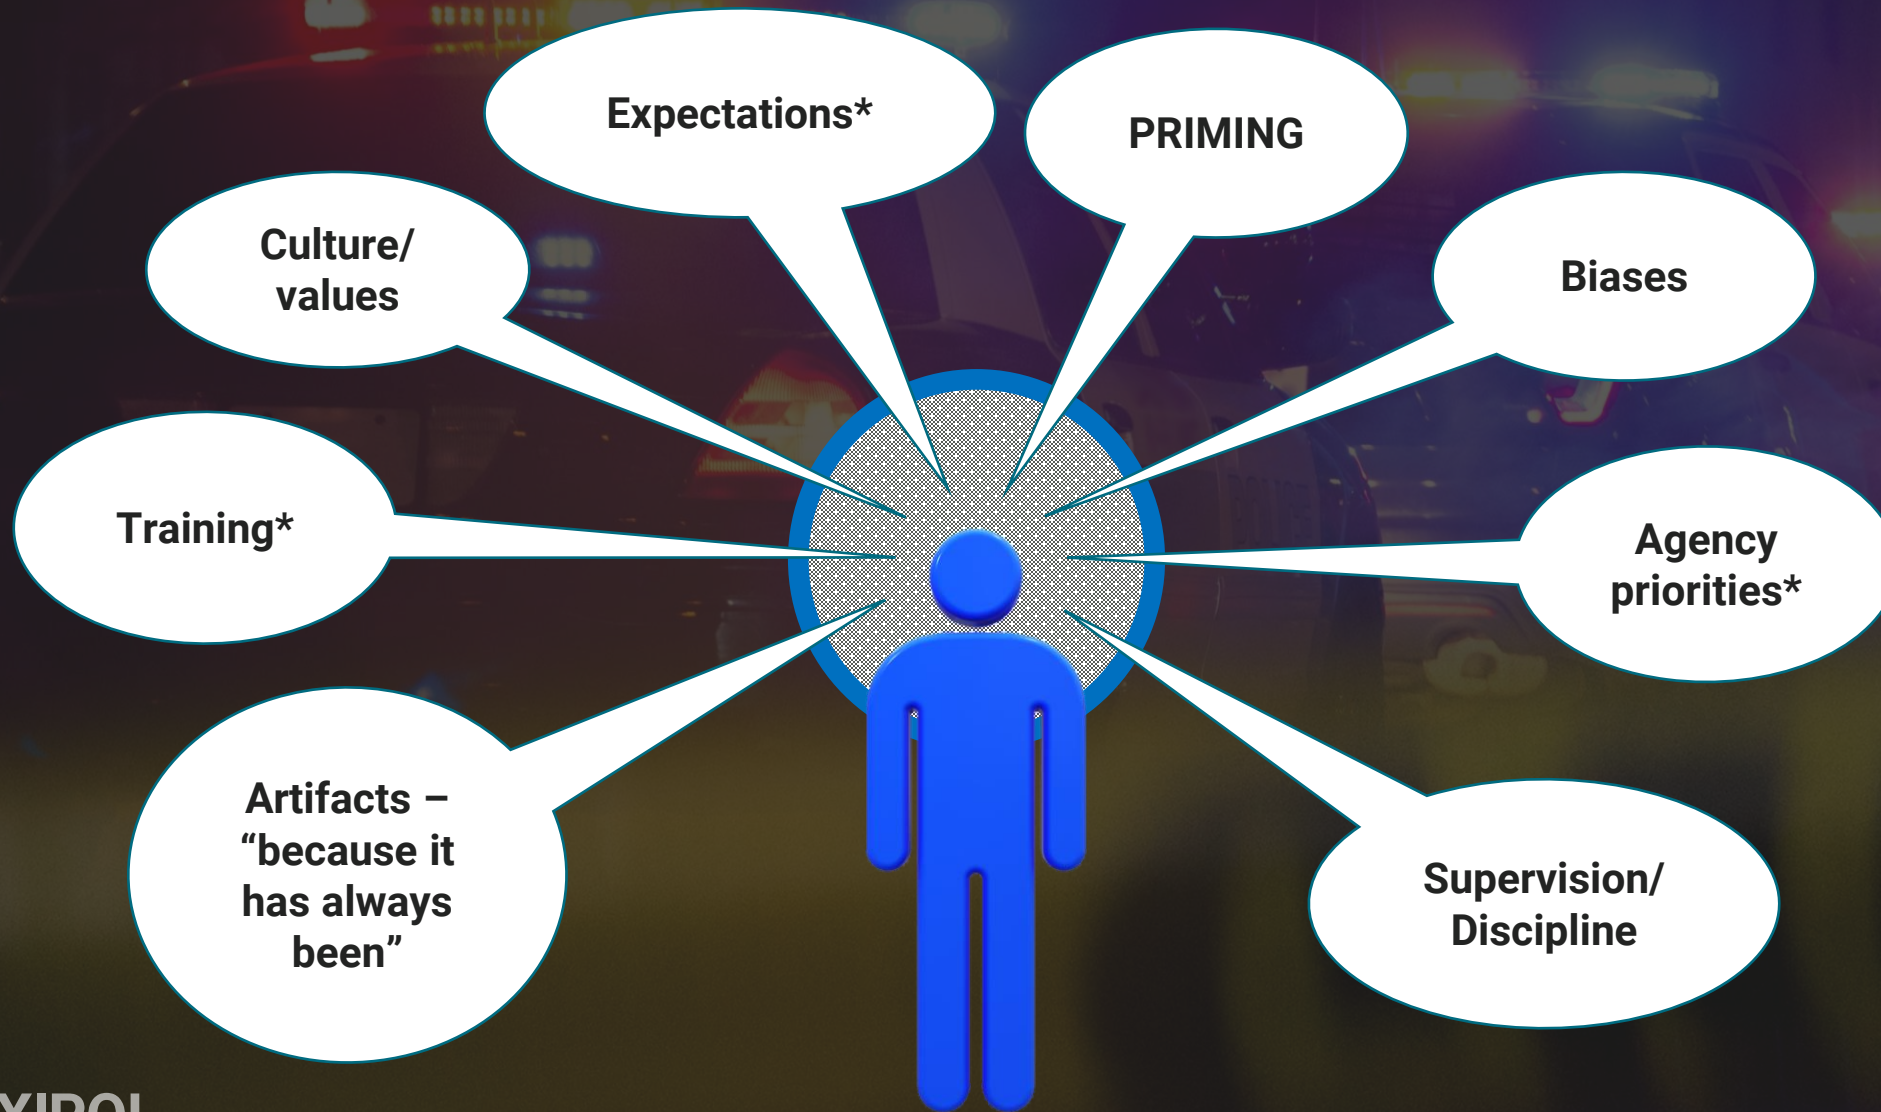 Expectations*
PRIMING
Culture/
values
Biases
Training*
Agency
priorities*
Artifacts –
“because it
has always
been”
Supervision/
Discipline